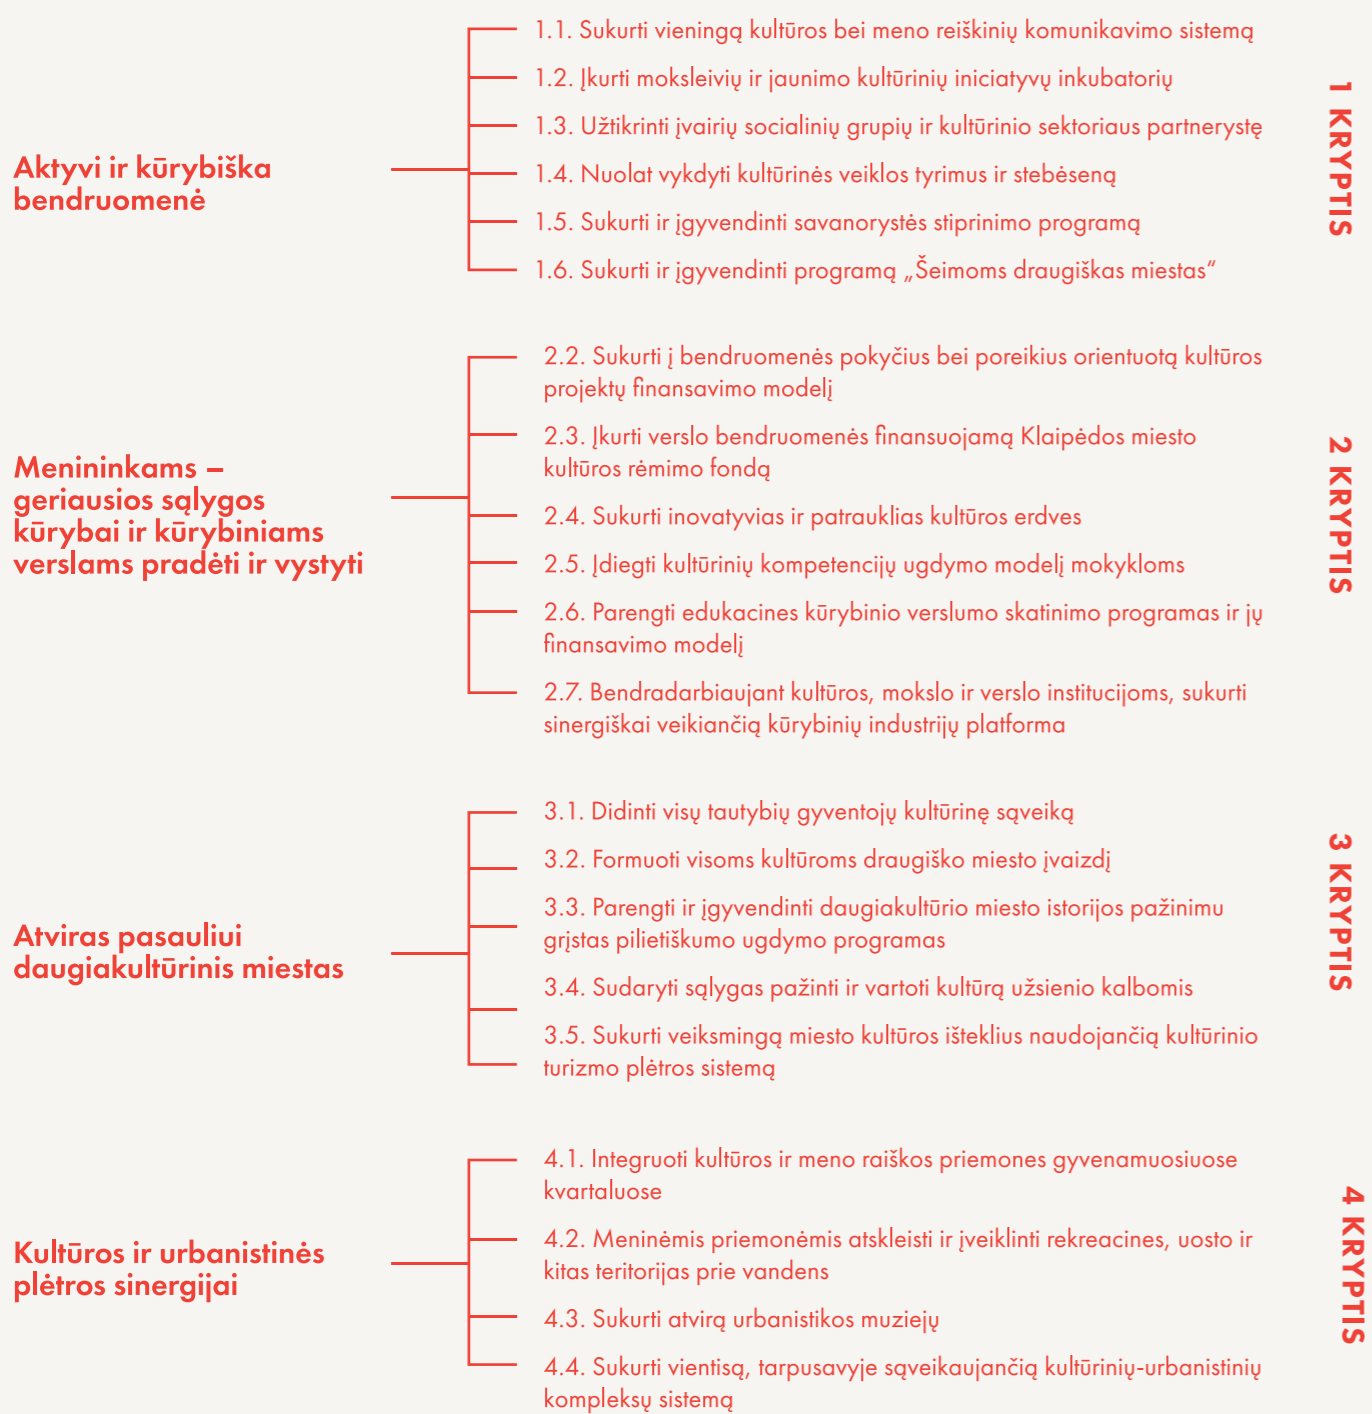 1 KRYPTIS
Aktyvi ir kūrybiška
bendruomenė
1.1. Sukurti vieningą kultūros bei meno reiškinių komunikavimo sistemą
1.2. Įkurti moksleivių ir jaunimo kultūrinių iniciatyvų inkubatorių
1.3. Užtikrinti įvairių socialinių grupių ir kultūrinio sektoriaus partnerystę
1.4. Nuolat vykdyti kultūrinės veiklos tyrimus ir stebėseną
1.5. Sukurti ir įgyvendinti savanorystės stiprinimo programą
1.6. Sukurti ir įgyvendinti programą „Šeimoms draugiškas miestas“
2 KRYPTIS
Menininkams –
geriausios sąlygos
kūrybai ir kūrybiniams
verslams pradėti ir vystyti
2.2. Sukurti į bendruomenės pokyčius bei poreikius orientuotą kultūros
projektų finansavimo modelį
2.3. Įkurti verslo bendruomenės finansuojamą Klaipėdos miesto
kultūros rėmimo fondą
2.4. Sukurti inovatyvias ir patrauklias kultūros erdves
2.5. Įdiegti kultūrinių kompetencijų ugdymo modelį mokykloms
2.6. Parengti edukacines kūrybinio verslumo skatinimo programas ir jų
finansavimo modelį
2.7. Bendradarbiaujant kultūros, mokslo ir verslo institucijoms, sukurti
sinergiškai veikiančią kūrybinių industrijų platforma
3 KRYPTIS
Atviras pasauliui
daugiakultūrinis miestas
3.1. Didinti visų tautybių gyventojų kultūrinę sąveiką
3.2. Formuoti visoms kultūroms draugiško miesto įvaizdį
3.3. Parengti ir įgyvendinti daugiakultūrio miesto istorijos pažinimu
grįstas pilietiškumo ugdymo programas
3.4. Sudaryti sąlygas pažinti ir vartoti kultūrą užsienio kalbomis
3.5. Sukurti veiksmingą miesto kultūros išteklius naudojančią kultūrinio
turizmo plėtros sistemą
4 KRYPTIS
Kultūros ir urbanistinės
plėtros sinergijai
4.1. Integruoti kultūros ir meno raiškos priemones gyvenamuosiuose
kvartaluose
4.2. Meninėmis priemonėmis atskleisti ir įveiklinti rekreacines, uosto ir
kitas teritorijas prie vandens
4.3. Sukurti atvirą urbanistikos muziejų
4.4. Sukurti vientisą, tarpusavyje sąveikaujančią kultūrinių-urbanistinių
kompleksų sistemą